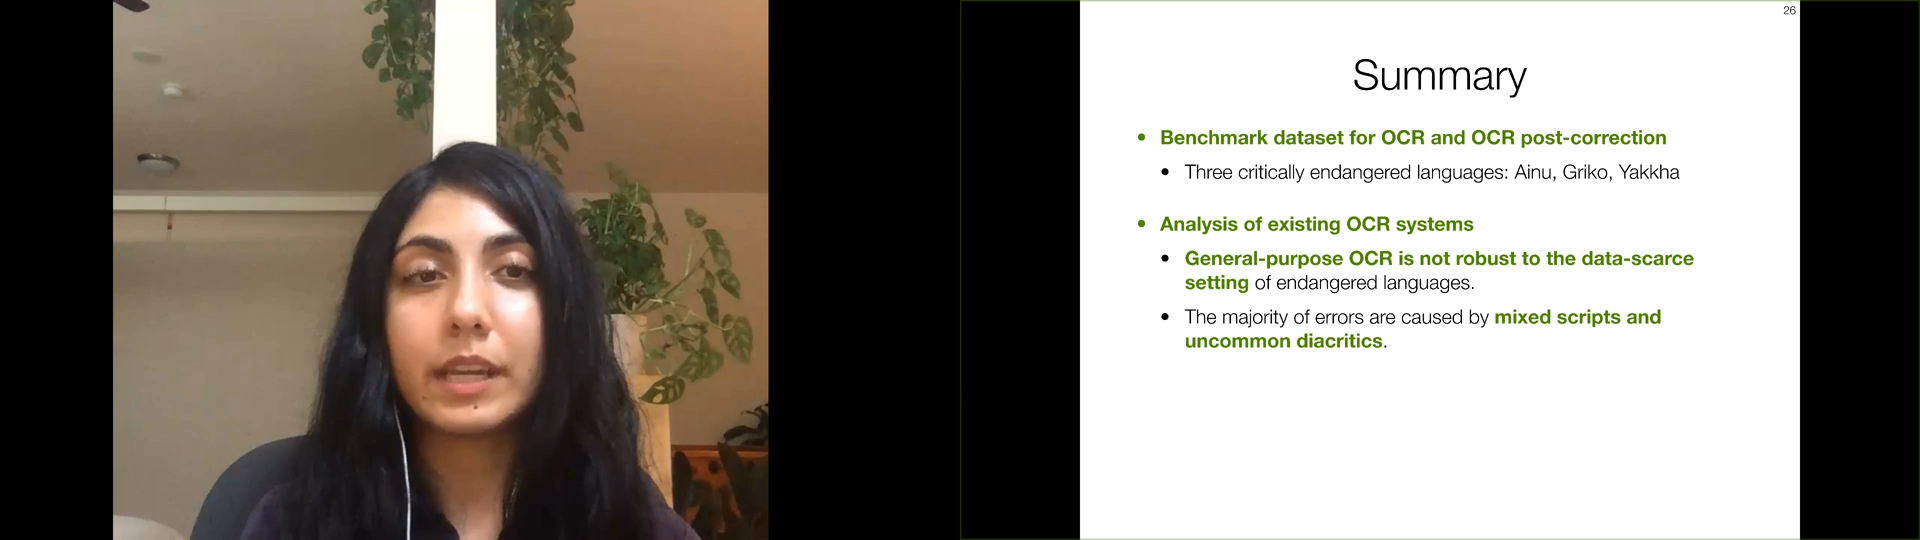 26
Summary
• Benchmark dataset for OCR and OCR post-correction
• Three critically endangered languages: Ainu, Griko, Yakkha
• Analysis of existing OCR systems
• General-purpose OCR is not robust to the data-scarce
setting of endangered languages.
• The majority of errors are caused by mixed scripts and
uncommon diacritics.